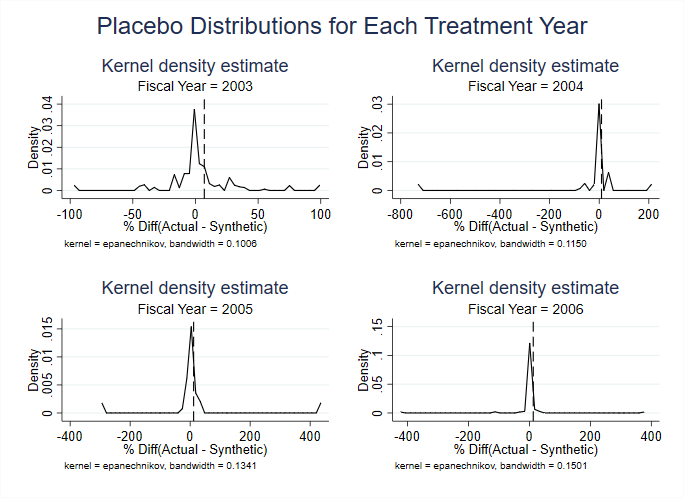 Placebo Distributions for Each Treatment Year
Kernel density estimate
Fiscal Year = 2003
Density
0 .01 .02 .03 .04
-100 -50 0 50 100
% Diff(Actual - Synthetic)
kernel = epanechnikov, bandwidth = 0.1006
Kernel density estimate
Fiscal Year = 2004
Density
0 .01 .02 .03
-800 -600 -400 -200 0 200
% Diff(Actual - Synthetic)
kernel = epanechnikov, bandwidth = 0.1150
Kernel density estimate
Fiscal Year = 2005
Density
0 .005 .01 .015
-400 -200 0 200 400
% Diff(Actual - Synthetic)
kernel = epanechnikov, bandwidth = 0.1341
Kernel density estimate
Fiscal Year = 2006
Density
0 .05 .1 .15
-400 -200 0 200 400
% Diff(Actual - Synthetic)
kernel = epanechnikov, bandwidth = 0.1501